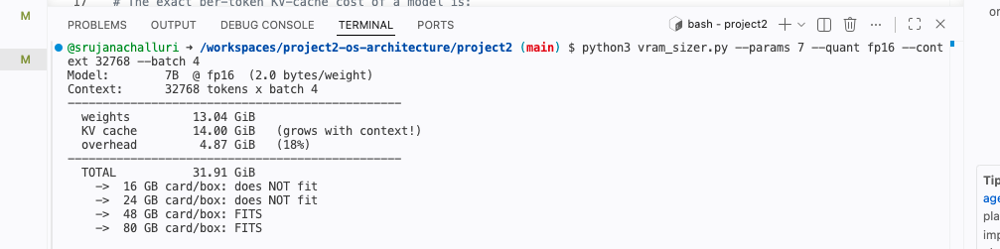 M
M
17 # The exact per-token KV-cache cost of a model is:
PROBLEMS OUTPUT DEBUG CONSOLE TERMINAL PORTS
bash - project2
@srujanachalluri → /workspaces/project2-os-architecture/project2 (main) $ python3 vram_sizer.py --params 7 --quant fp16 --cont
ext 32768 --batch 4
Model: 7B @ fp16 (2.0 bytes/weight)
Context: 32768 tokens x batch 4
------------------------------------------------
weights 13.04 GiB
KV cache 14.00 GiB (grows with context!)
overhead 4.87 GiB (18%)
------------------------------------------------
TOTAL 31.91 GiB
-> 16 GB card/box: does NOT fit
-> 24 GB card/box: does NOT fit
-> 48 GB card/box: FITS
-> 80 GB card/box: FITS
or
Tip
age
pla
imp